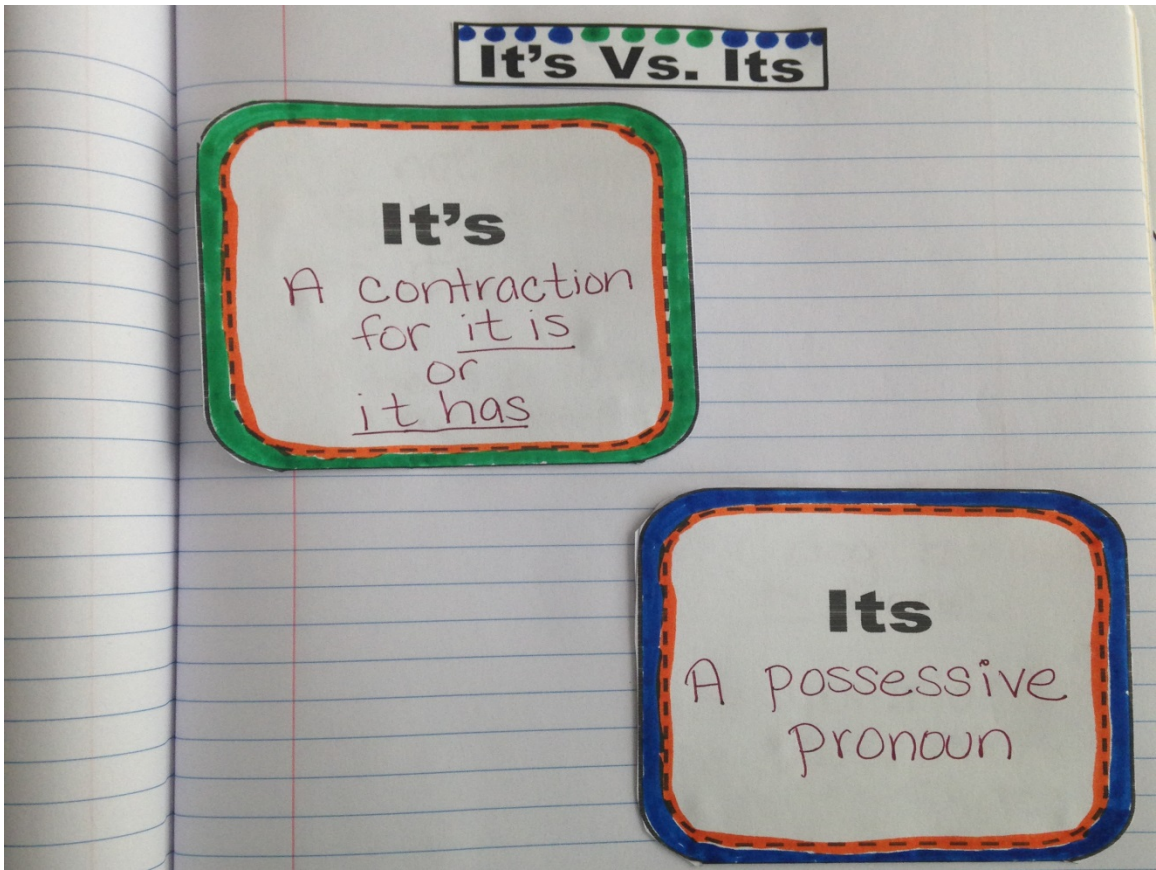 It's Vs. Its
It's
A contraction
for it is
or
it has
Its
A possessive
pronoun